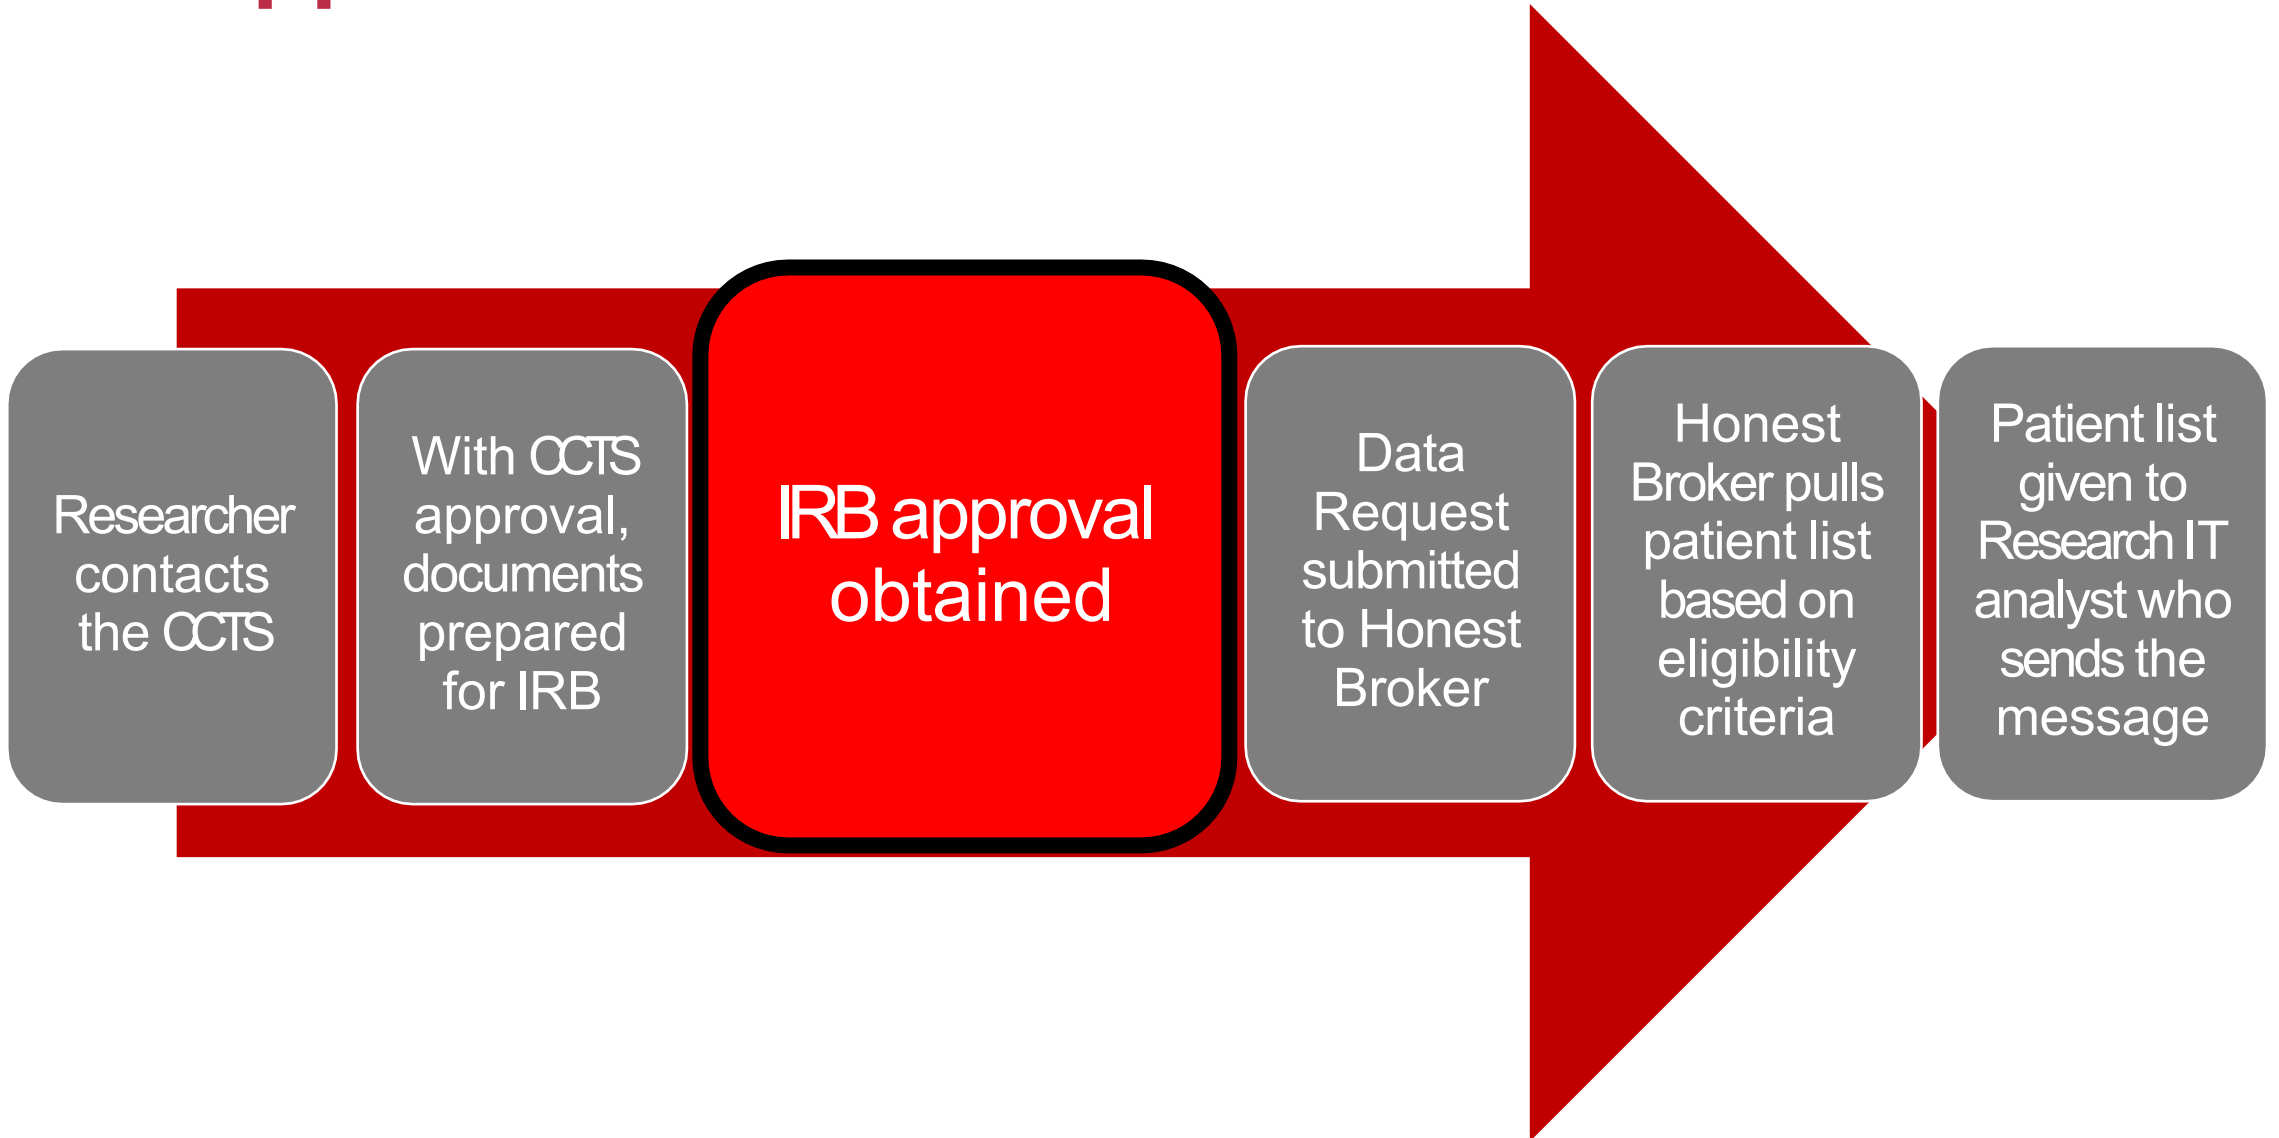 Researcher
contacts
the CCTS
With CCTS
approval,
documents
prepared
for IRB
IRB approval
obtained
Data
Request
submitted
to Honest
Broker
Honest
Broker pulls
patient list
based on
eligibility
criteria
Patient list
given to
Research IT
analyst who
sends the
message